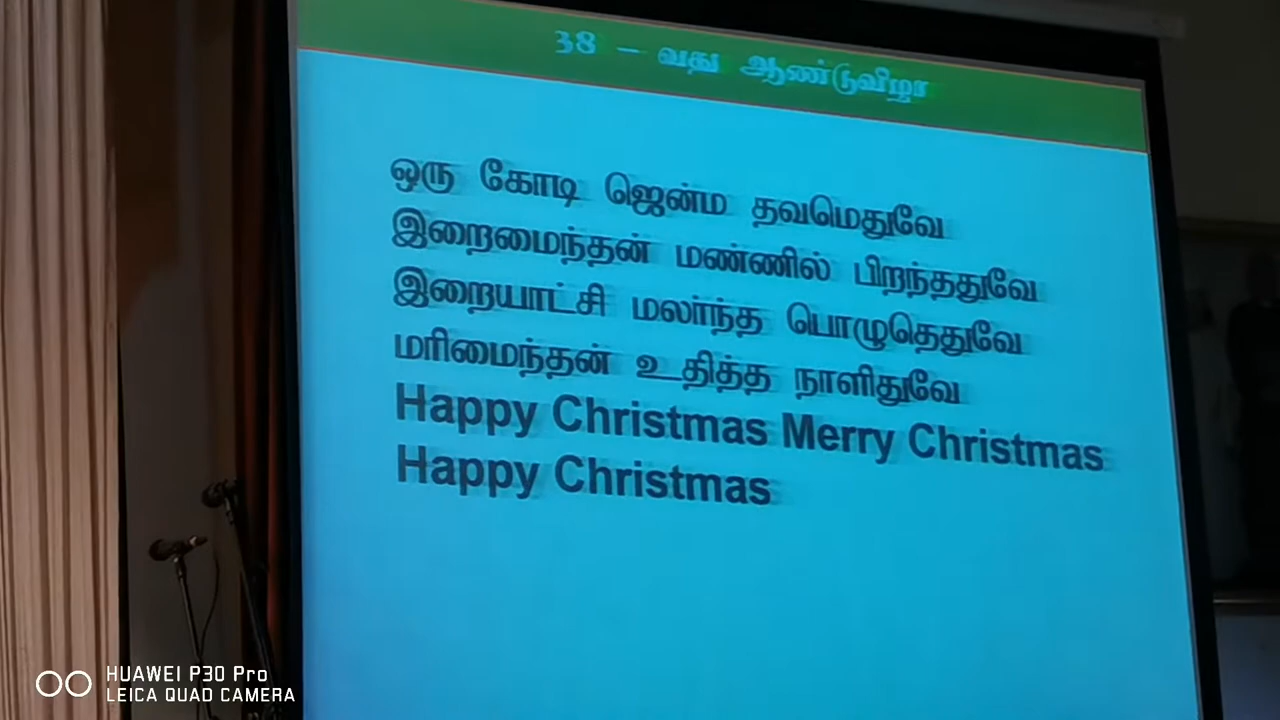 38 – வது ஆண்டுவிழா
ஒரு கோடி ஜென்ம தவமெதுவே
இறைமைந்தன் மண்ணில் பிறந்ததுவே
இறையாட்சி மலர்ந்த பொழுதெதுவே
மரிமைந்தன் உதித்த நாளிதுவே
Happy Christmas Merry Christmas
Happy Christmas
HUAWEI P30 Pro
LEICA QUAD CAMERA